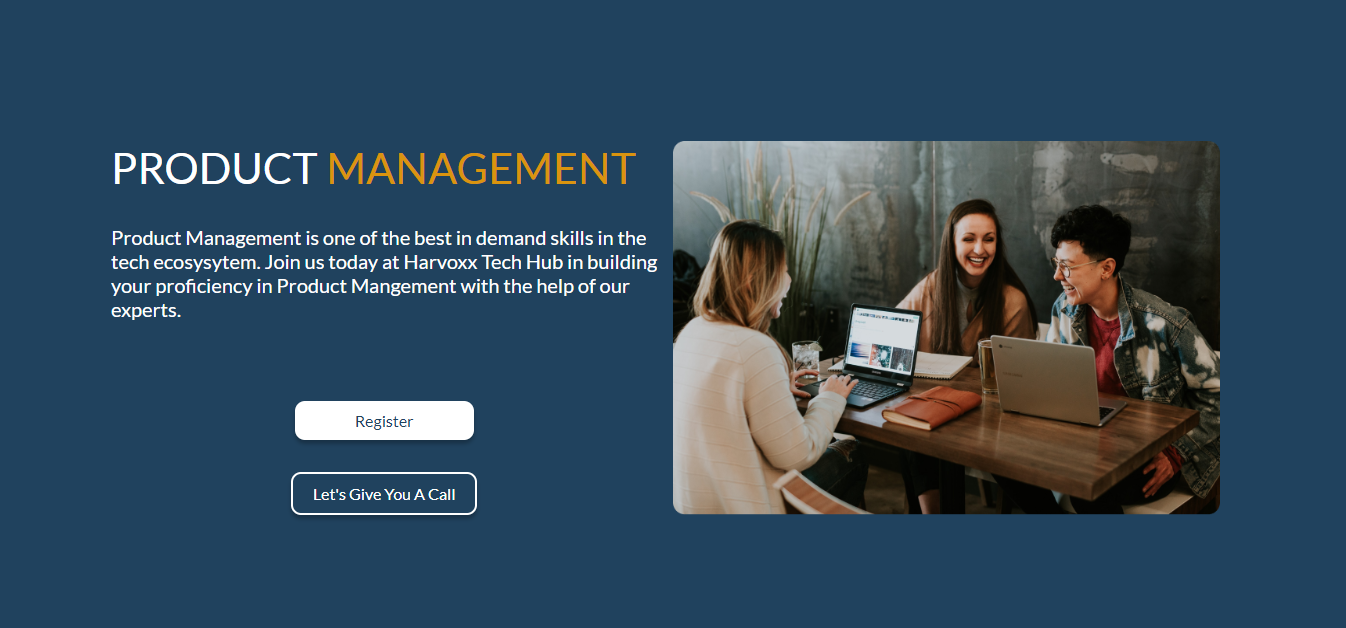 PRODUCT MANAGEMENT
Product Management is one of the best in demand skills in the
tech ecosysytem. Join us today at Harvoxx Tech Hub in building
your proficiency in Product Mangement with the help of our
experts.
Register
Let's Give You A Call